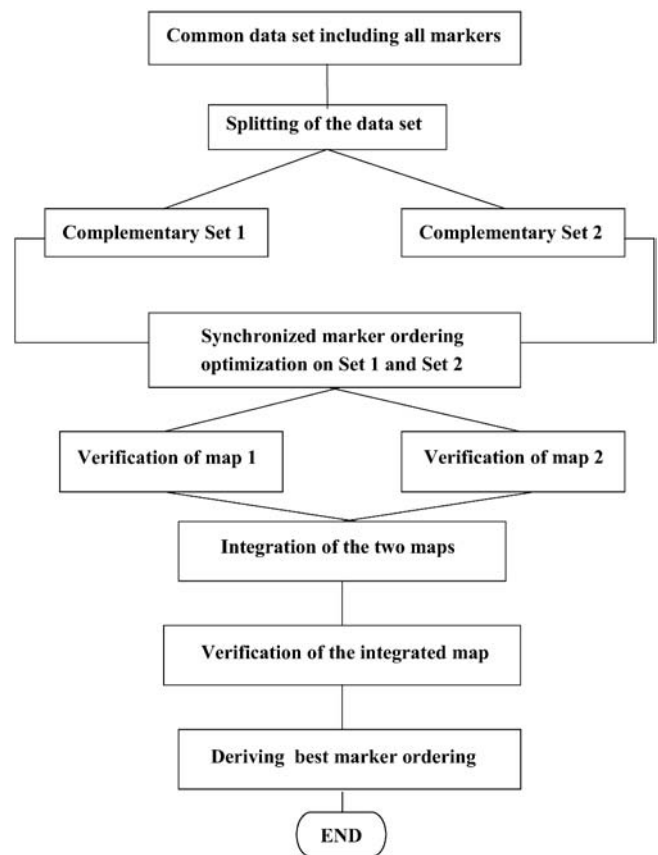 Common data set including all markers
Splitting of the data set
Complementary Set 1
Complementary Set 2
Synchronized marker ordering
optimization on Set 1 and Set 2
Verification of map 1
Verification of map 2
Integration of the two maps
Verification of the integrated map
Deriving best marker ordering
END